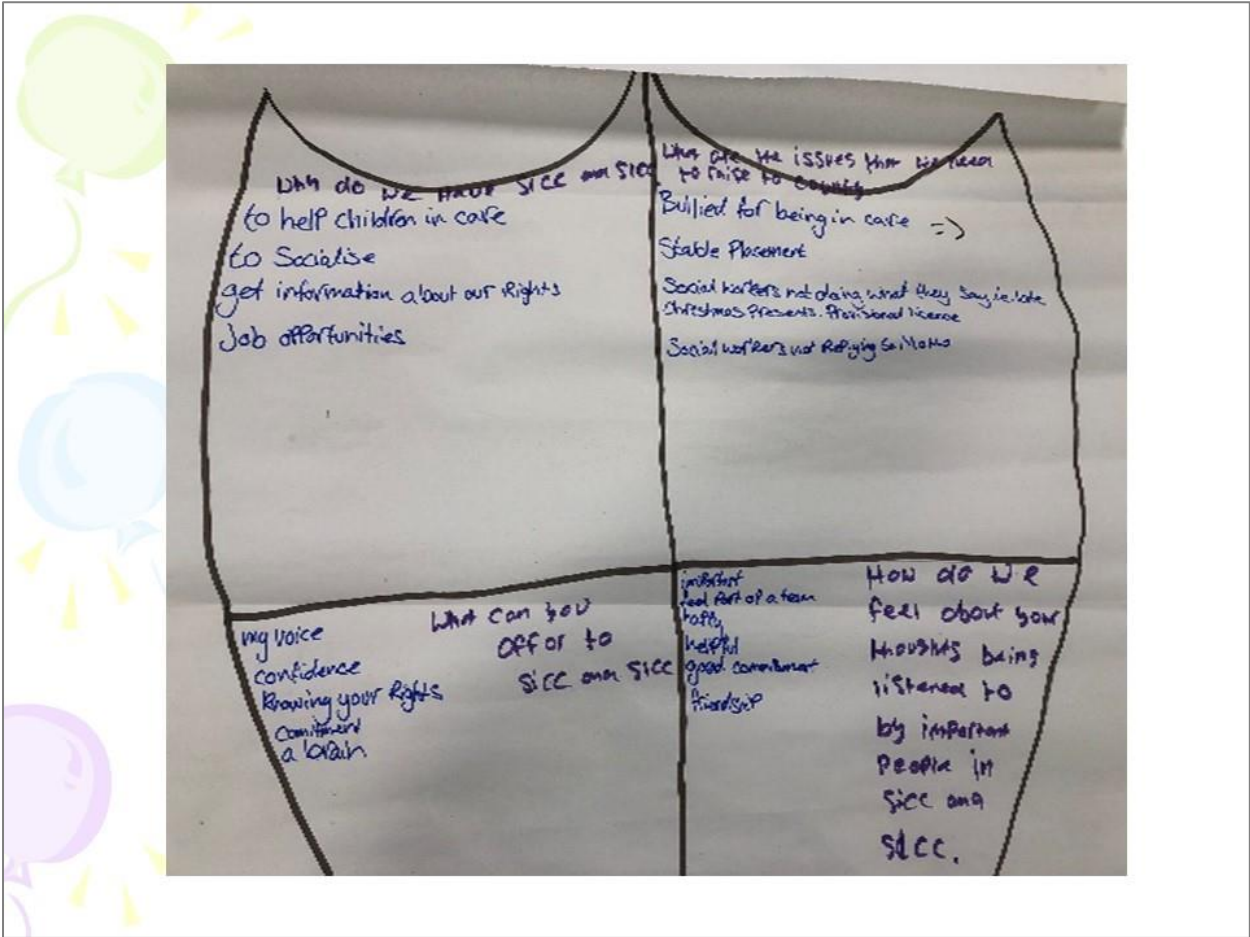 Why do we have SICC and SICC
to help children in care
to Socialise
get information about our Rights
Job opportunities
What are the issues that we need
to raise to county
Bullied for being in care =)
Stable Placement
Social workers not doing what they say ie. late
Christmas Presents. Provisional licence
Social workers not Replying
What can you
offor to
SICC and SICC
my voice
confidence
knowing your Rights
comitment
a brain
How do we
feel about your
thoughts being
listened to
by important
People in
SICC and
SICC.
important
feel Part of a team
helpful
good commitment
friendship